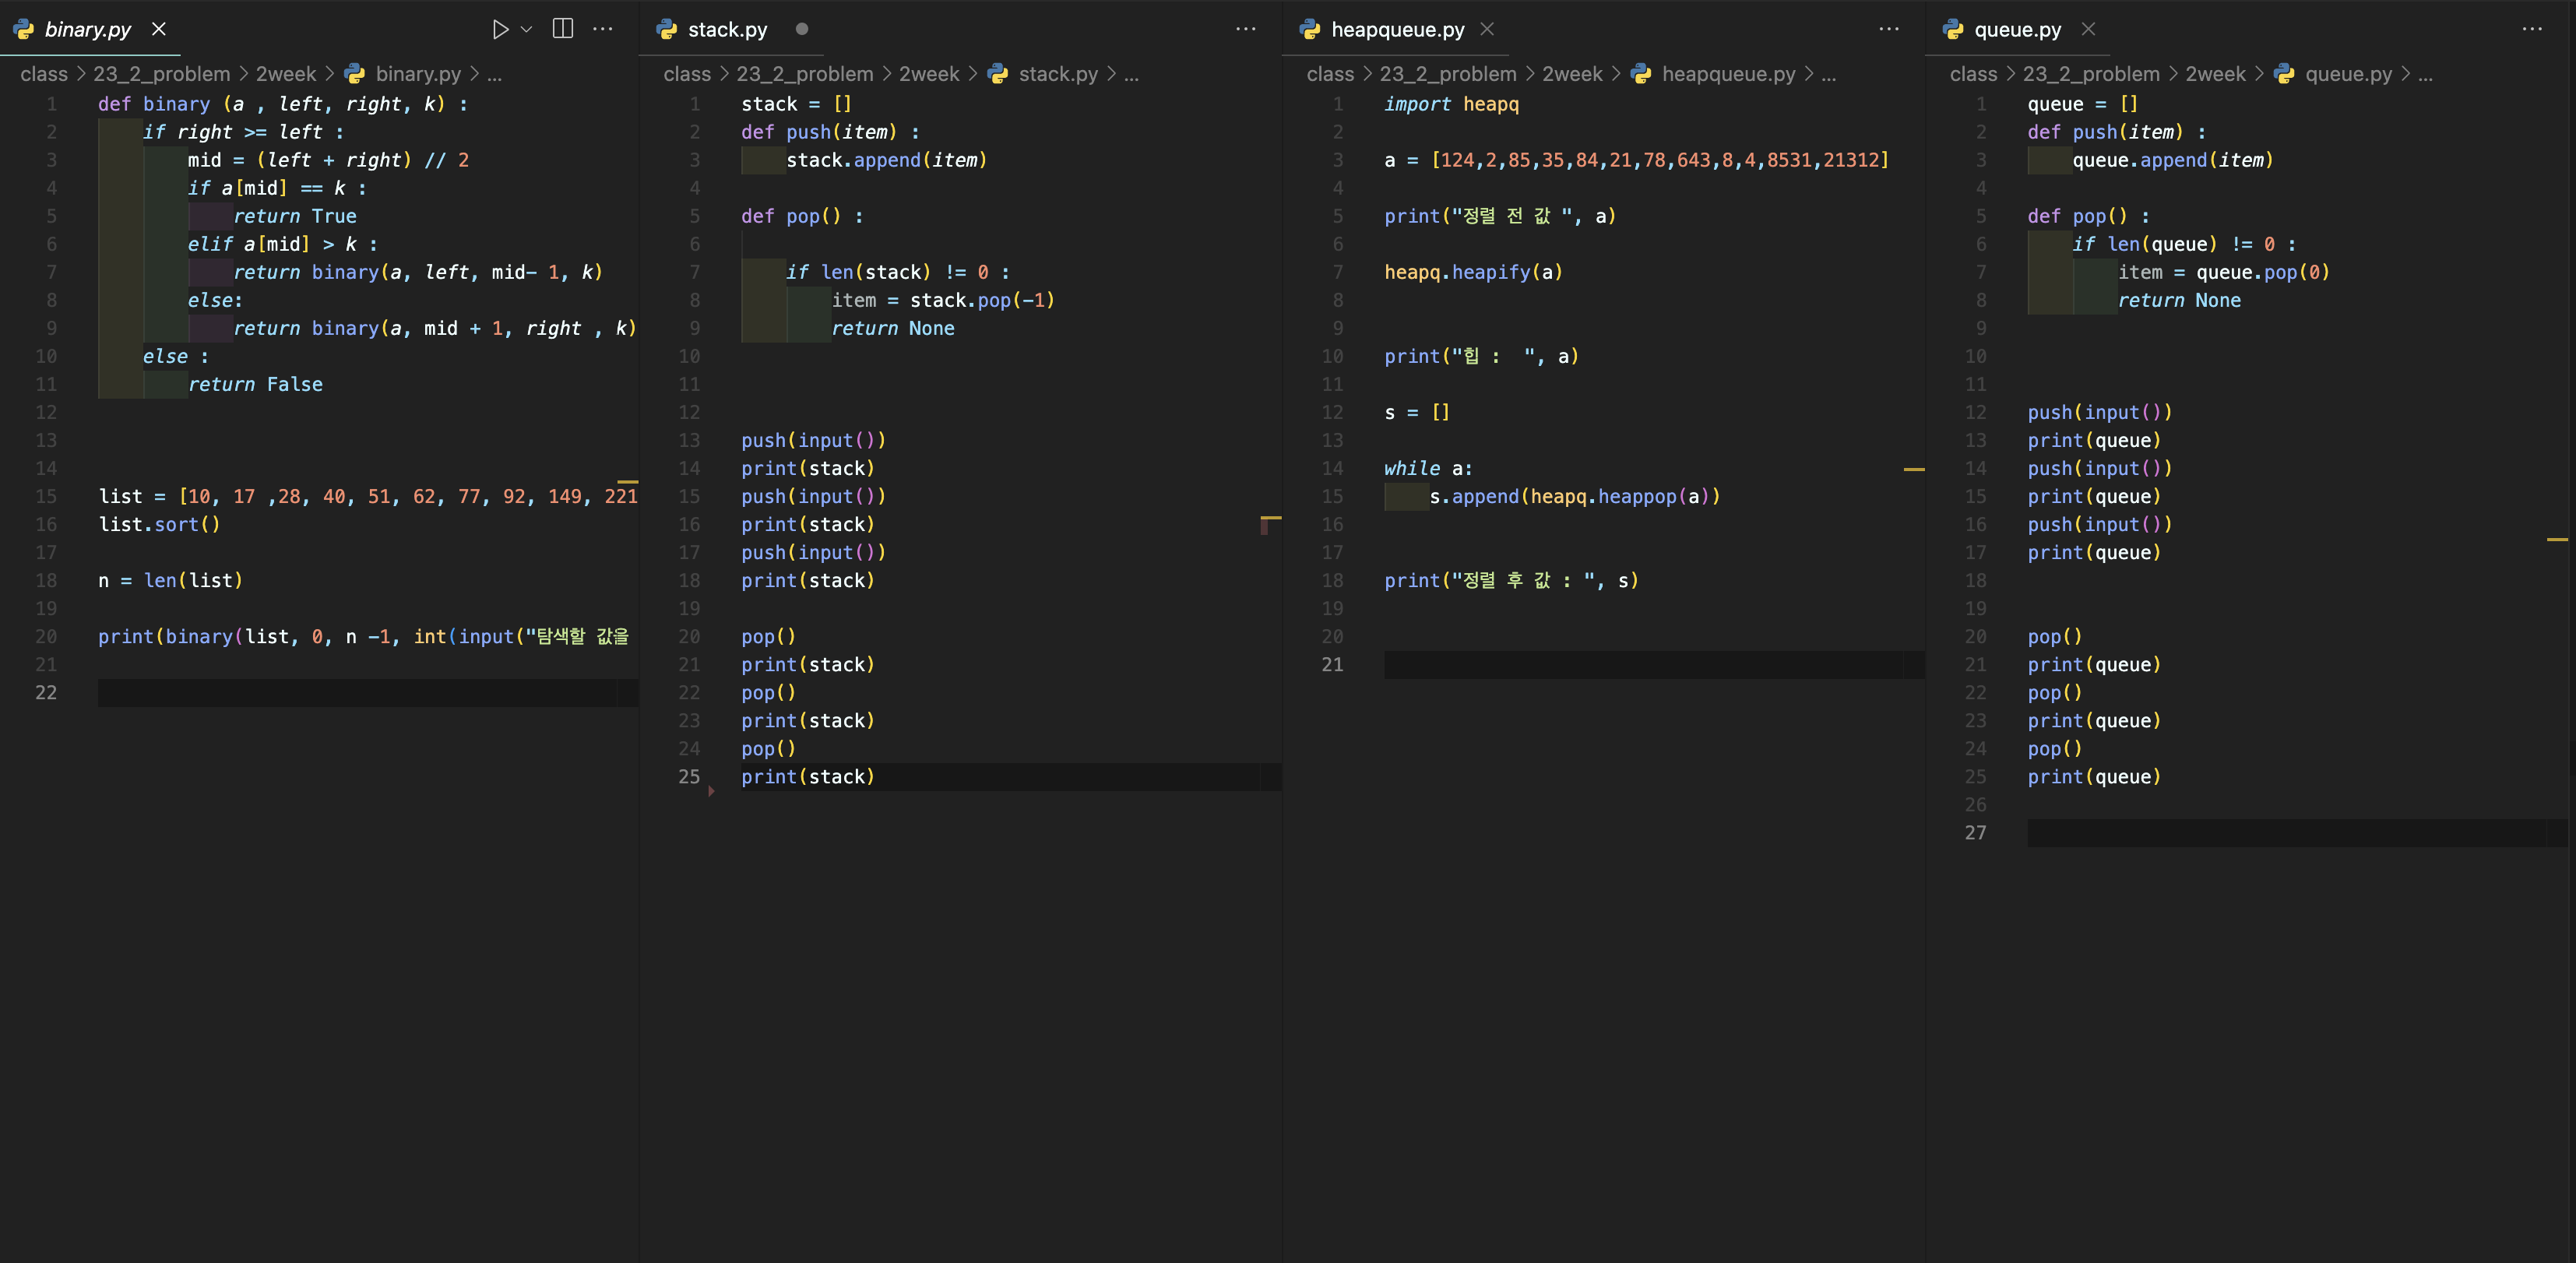 binary.py
class > 23_2_problem > 2week > binary.py > ...
1 def binary (a , left, right, k) :
2 if right >= left :
3 mid = (left + right) // 2
4 if a[mid] == k :
5 return True
6 elif a[mid] > k :
7 return binary(a, left, mid- 1, k)
8 else:
9 return binary(a, mid + 1, right , k)
10 else :
11 return False
12
13
14
15 list = [10, 17 ,28, 40, 51, 62, 77, 92, 149, 221
16 list.sort()
17
18 n = len(list)
19
20 print(binary(list, 0, n -1, int(input("탐색할 값을
21
22
stack.py
class > 23_2_problem > 2week > stack.py > ...
1 stack = []
2 def push(item) :
3 stack.append(item)
4
5 def pop() :
6
7 if len(stack) != 0 :
8 item = stack.pop(-1)
9 return None
10
11
12
13 push(input())
14 print(stack)
15 push(input())
16 print(stack)
17 push(input())
18 print(stack)
19
20 pop()
21 print(stack)
22 pop()
23 print(stack)
24 pop()
25 print(stack)
heapqueue.py
class > 23_2_problem > 2week > heapqueue.py > ...
1 import heapq
2
3 a = [124,2,85,35,84,21,78,643,8,4,8531,21312]
4
5 print("정렬 전 값 ", a)
6
7 heapq.heapify(a)
8
9
10 print("힙 :  ", a)
11
12 s = []
13
14 while a:
15 s.append(heapq.heappop(a))
16
17
18 print("정렬 후 값 : ", s)
19
20
21
queue.py
class > 23_2_problem > 2week > queue.py > ...
1 queue = []
2 def push(item) :
3 queue.append(item)
4
5 def pop() :
6 if len(queue) != 0 :
7 item = queue.pop(0)
8 return None
9
10
11
12 push(input())
13 print(queue)
14 push(input())
15 print(queue)
16 push(input())
17 print(queue)
18
19
20 pop()
21 print(queue)
22 pop()
23 print(queue)
24 pop()
25 print(queue)
26
27